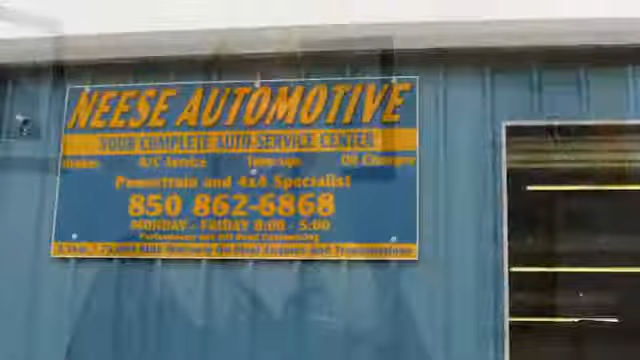 NEESE AUTOMOTIVE
YOUR COMPLETE AUTO SERVICE CENTER
Brakes A/C Service Tune-ups Oil Changes
Powertrain and 4x4 Specialist
850 862-6868
MONDAY - FRIDAY 8:00 - 5:00